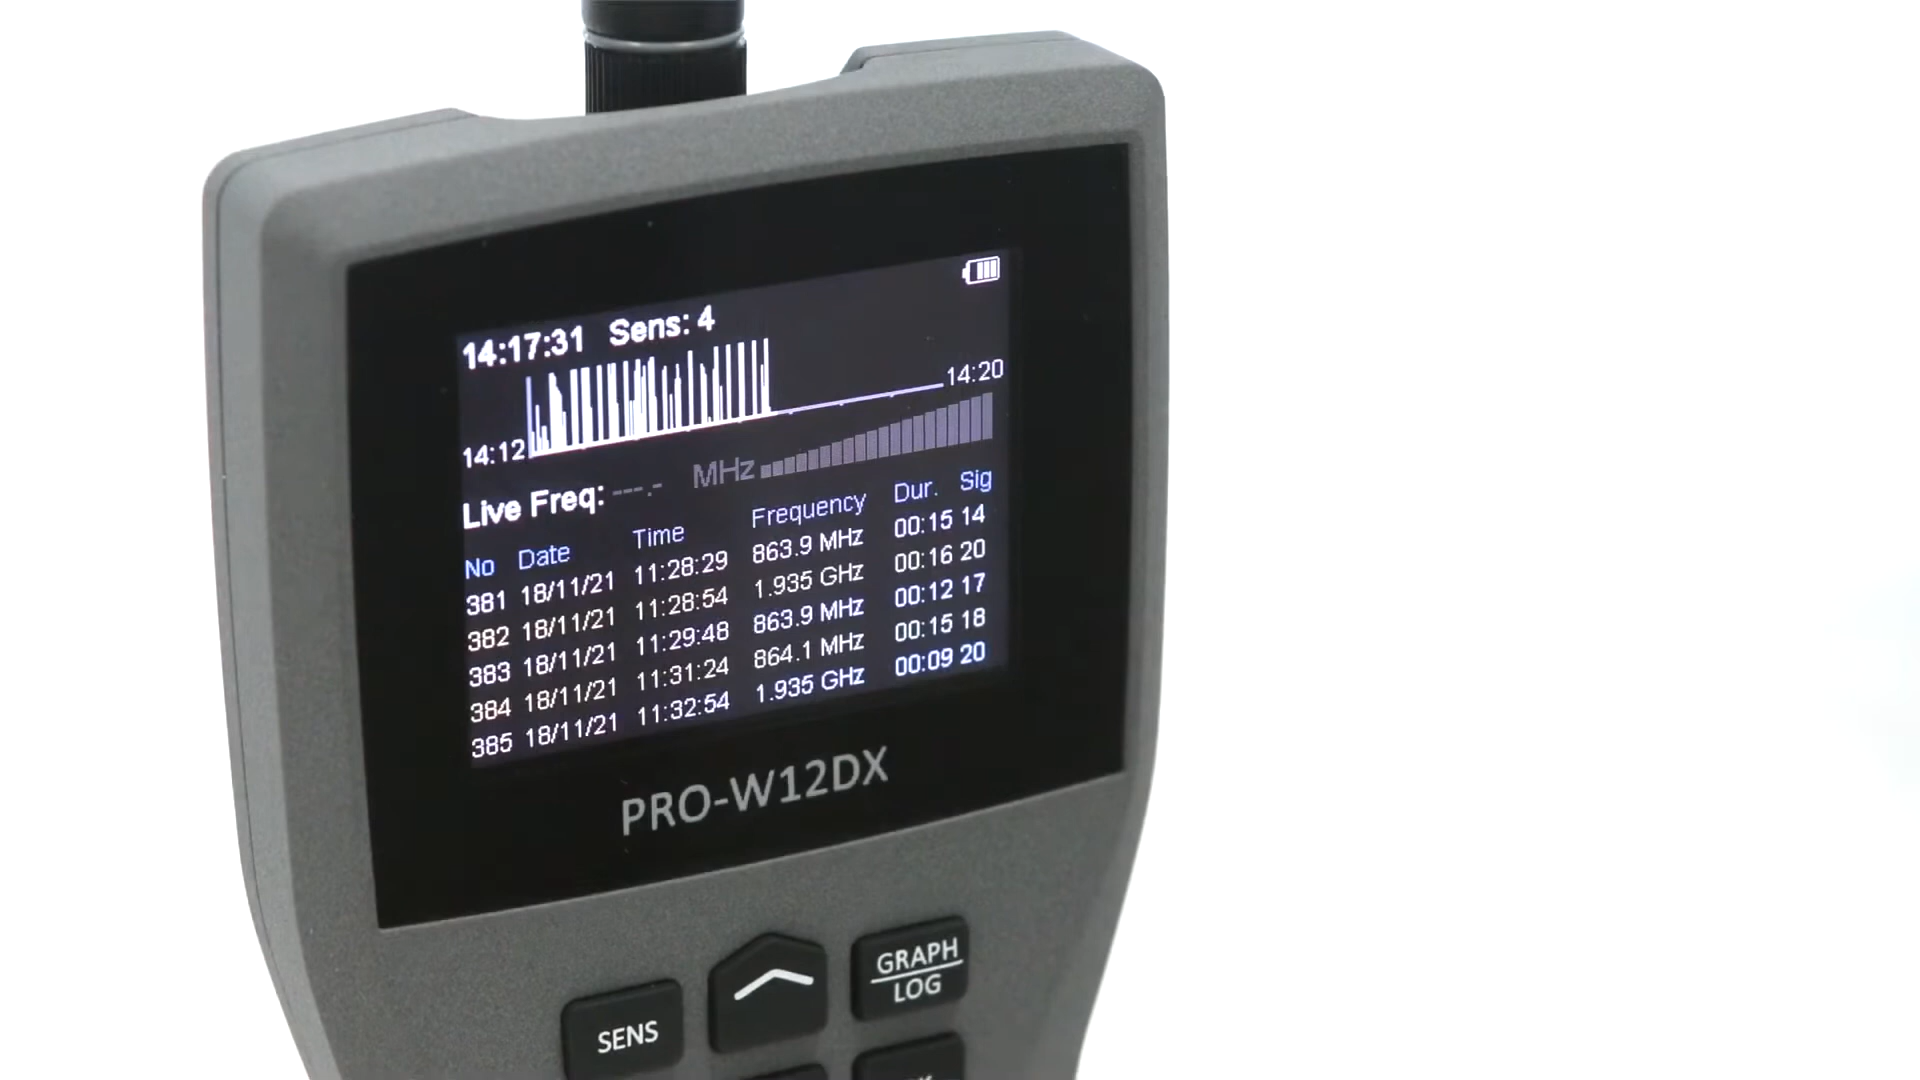 14:17:31 Sens: 4
14:20
14:12
Live Freq: ---.- MHz
No Date Time Frequency Dur. Sig
381 18/11/21 11:28:29 863.9 MHz 00:15 14
382 18/11/21 11:28:54 1.935 GHz 00:16 20
383 18/11/21 11:29:48 863.9 MHz 00:12 17
384 18/11/21 11:31:24 864.1 MHz 00:15 18
385 18/11/21 11:32:54 1.935 GHz 00:09 20
PRO-W12DX
GRAPH
LOG
SENS